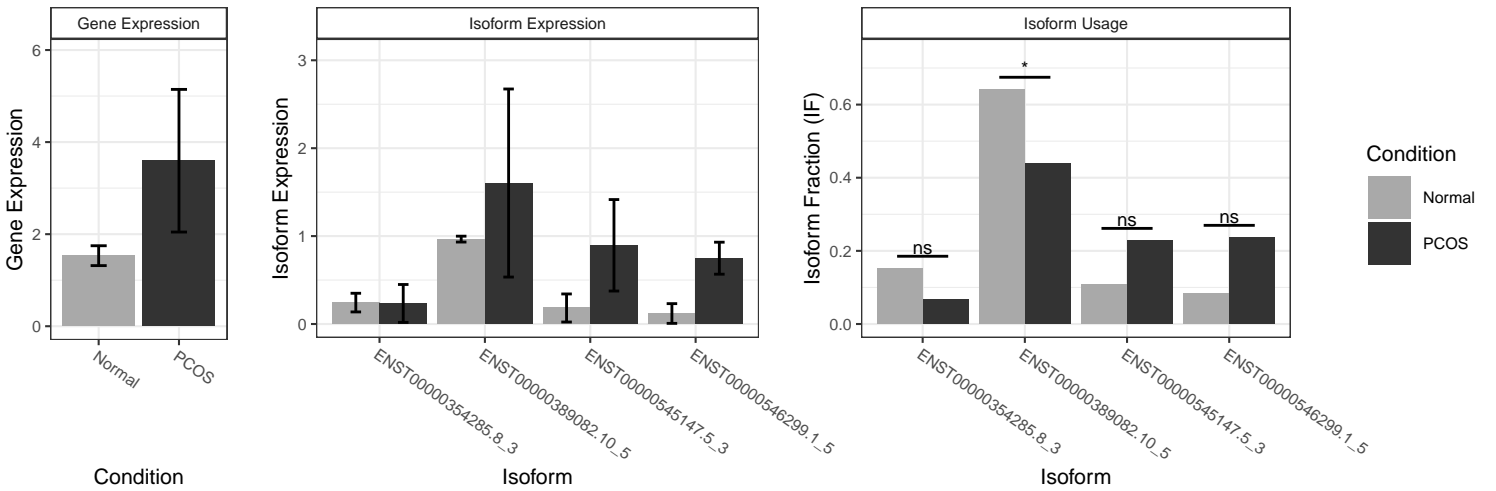 Gene Expression
Gene Expression
6
4
2
0
Normal
PCOS
Condition
Isoform Expression
Isoform Expression
3
2
1
0
ENST00000354285.8_3
ENST00000389082.10_5
ENST00000545147.5_3
ENST00000546299.1_5
Isoform
Isoform Usage
Isoform Fraction (IF)
0.6
0.4
0.2
0.0
ns
*
ns
ns
ENST00000354285.8_3
ENST00000389082.10_5
ENST00000545147.5_3
ENST00000546299.1_5
Isoform
Condition
Normal
PCOS